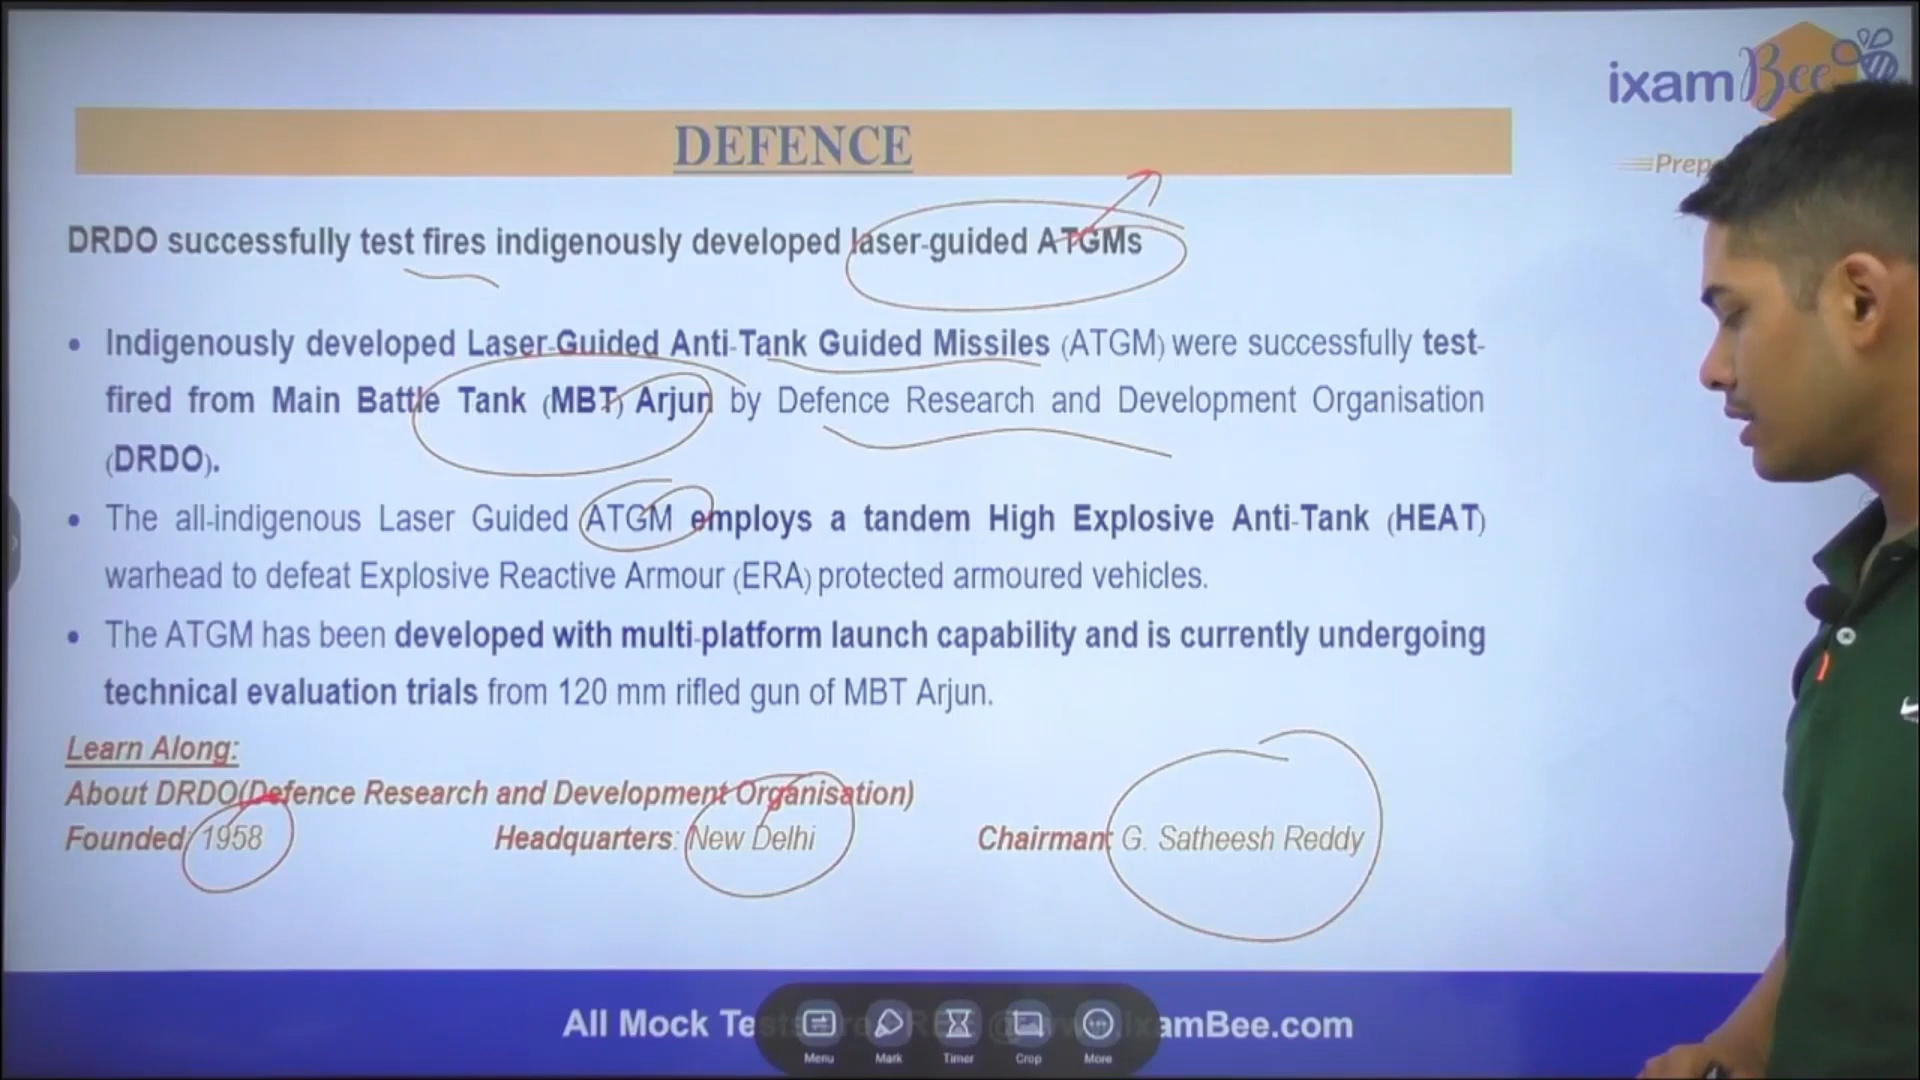 ixamBee
DEFENCE
Prep
DRDO successfully test fires indigenously developed laser-guided ATGMs
• Indigenously developed Laser-Guided Anti-Tank Guided Missiles (ATGM) were successfully test-
fired from Main Battle Tank (MBT) Arjun by Defence Research and Development Organisation
(DRDO).
• The all-indigenous Laser Guided ATGM employs a tandem High Explosive Anti-Tank (HEAT)
warhead to defeat Explosive Reactive Armour (ERA) protected armoured vehicles.
• The ATGM has been developed with multi-platform launch capability and is currently undergoing
technical evaluation trials from 120 mm rifled gun of MBT Arjun.
Learn Along:
About DRDO(Defence Research and Development Organisation)
Founded: 1958 Headquarters: New Delhi Chairman: G. Satheesh Reddy
All Mock Tests amBee.com
Menu Mark Timer Crop More